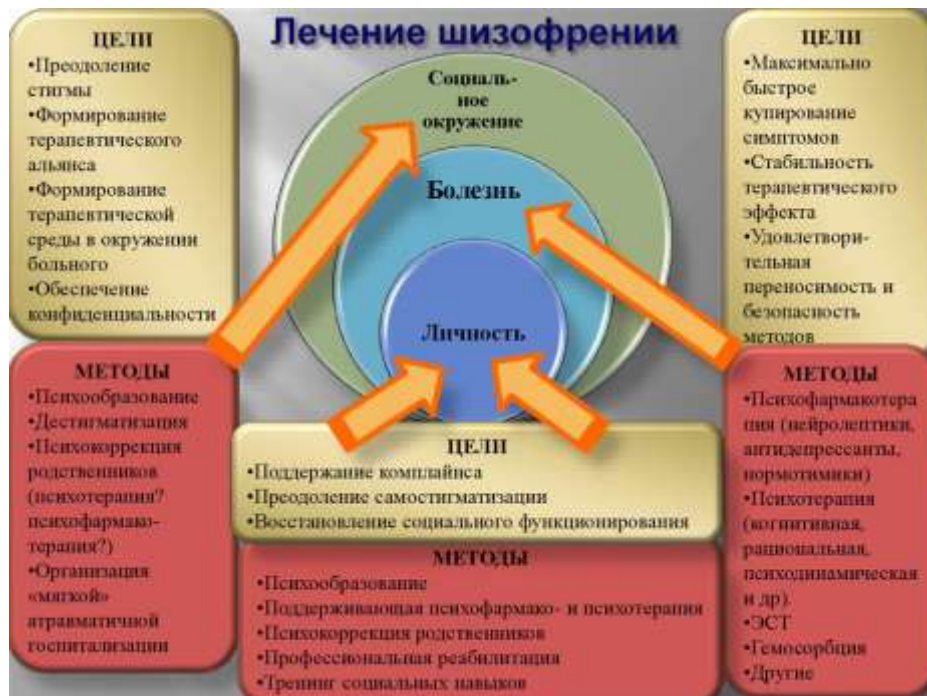 Лечение шизофрении
ЦЕЛИ
•Преодоление
стигмы
•Формирование
терапевтического
альянса
•Формирование
терапевтической
среды в окружении
больного
•Обеспечение
конфиденциальности
МЕТОДЫ
•Психообразование
•Дестигматизация
•Психокоррекция
родственников
(психотерапия?
психофармако-
терапия?)
•Организация
«мягкой»
атравматичной
госпитализации
Социаль-
ное
окружение
Болезнь
Личность
ЦЕЛИ
•Поддержание комплайнса
•Преодоление самостигматизации
•Восстановление социального функционирования
МЕТОДЫ
•Психообразование
•Поддерживающая психофармако- и психотерапия
•Психокоррекция родственников
•Профессиональная реабилитация
•Тренинг социальных навыков
ЦЕЛИ
•Максимально
быстрое
купирование
симптомов
•Стабильность
терапевтического
эффекта
•Удовлетвори-
тельная
переносимость и
безопасность
методов
МЕТОДЫ
•Психофармакотера
пия (нейролептики,
антидепрессанты,
нормотимики)
•Психотерапия
(когнитивная,
рациональная,
психодинамическая
и др).
•ЭСТ
•Гемосорбция
•Другие